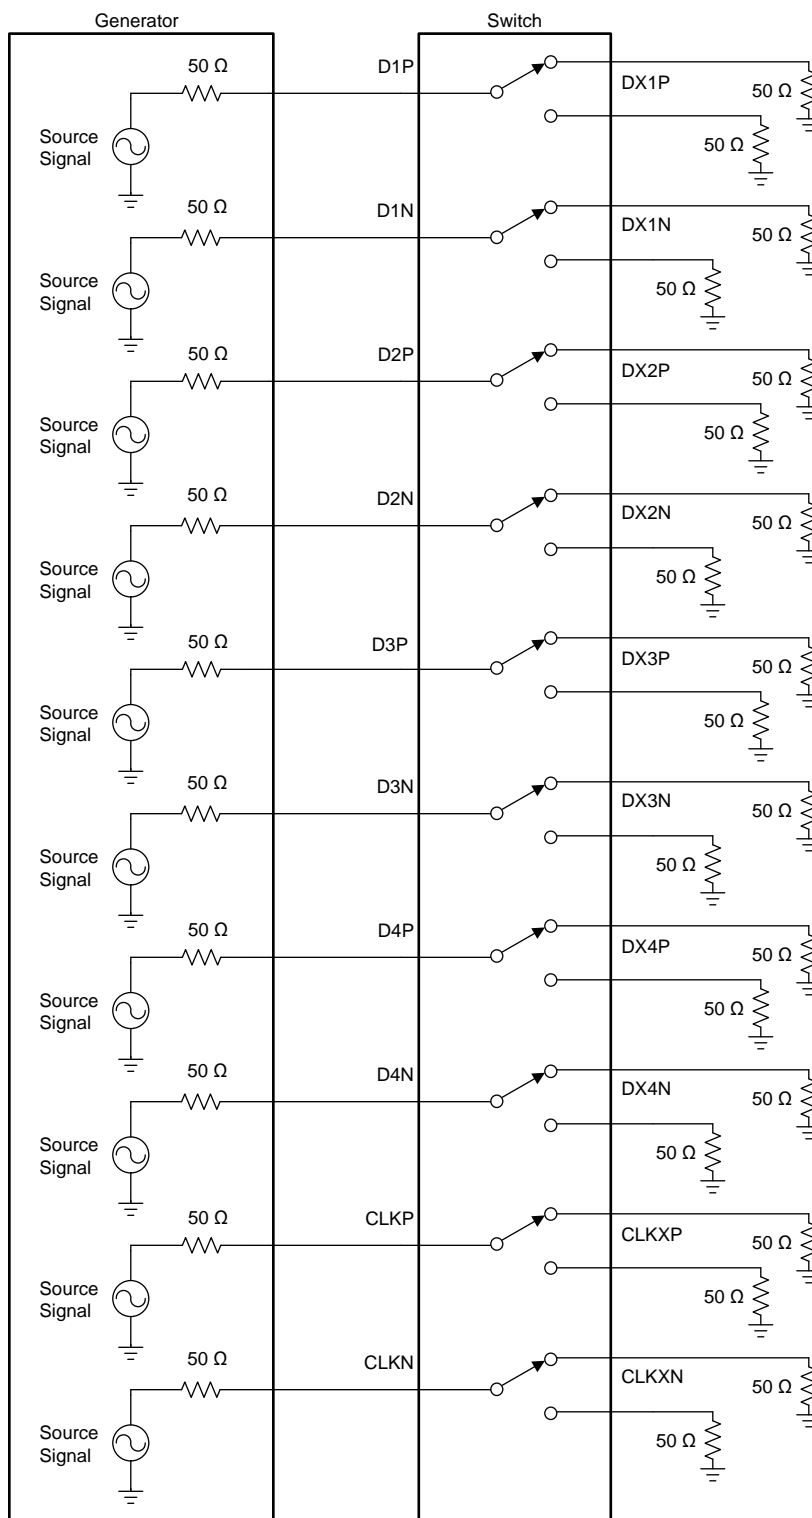 Generator
Switch
50 Ω
D1P
DX1P
50 Ω
Source
Signal
50 Ω
50 Ω
D1N
DX1N
50 Ω
Source
Signal
50 Ω
50 Ω
D2P
DX2P
50 Ω
Source
Signal
50 Ω
50 Ω
D2N
DX2N
50 Ω
Source
Signal
50 Ω
50 Ω
D3P
DX3P
50 Ω
Source
Signal
50 Ω
50 Ω
D3N
DX3N
50 Ω
Source
Signal
50 Ω
50 Ω
D4P
DX4P
50 Ω
Source
Signal
50 Ω
50 Ω
D4N
DX4N
50 Ω
Source
Signal
50 Ω
50 Ω
CLKP
CLKXP
50 Ω
Source
Signal
50 Ω
50 Ω
CLKN
CLKXN
50 Ω
Source
Signal
50 Ω